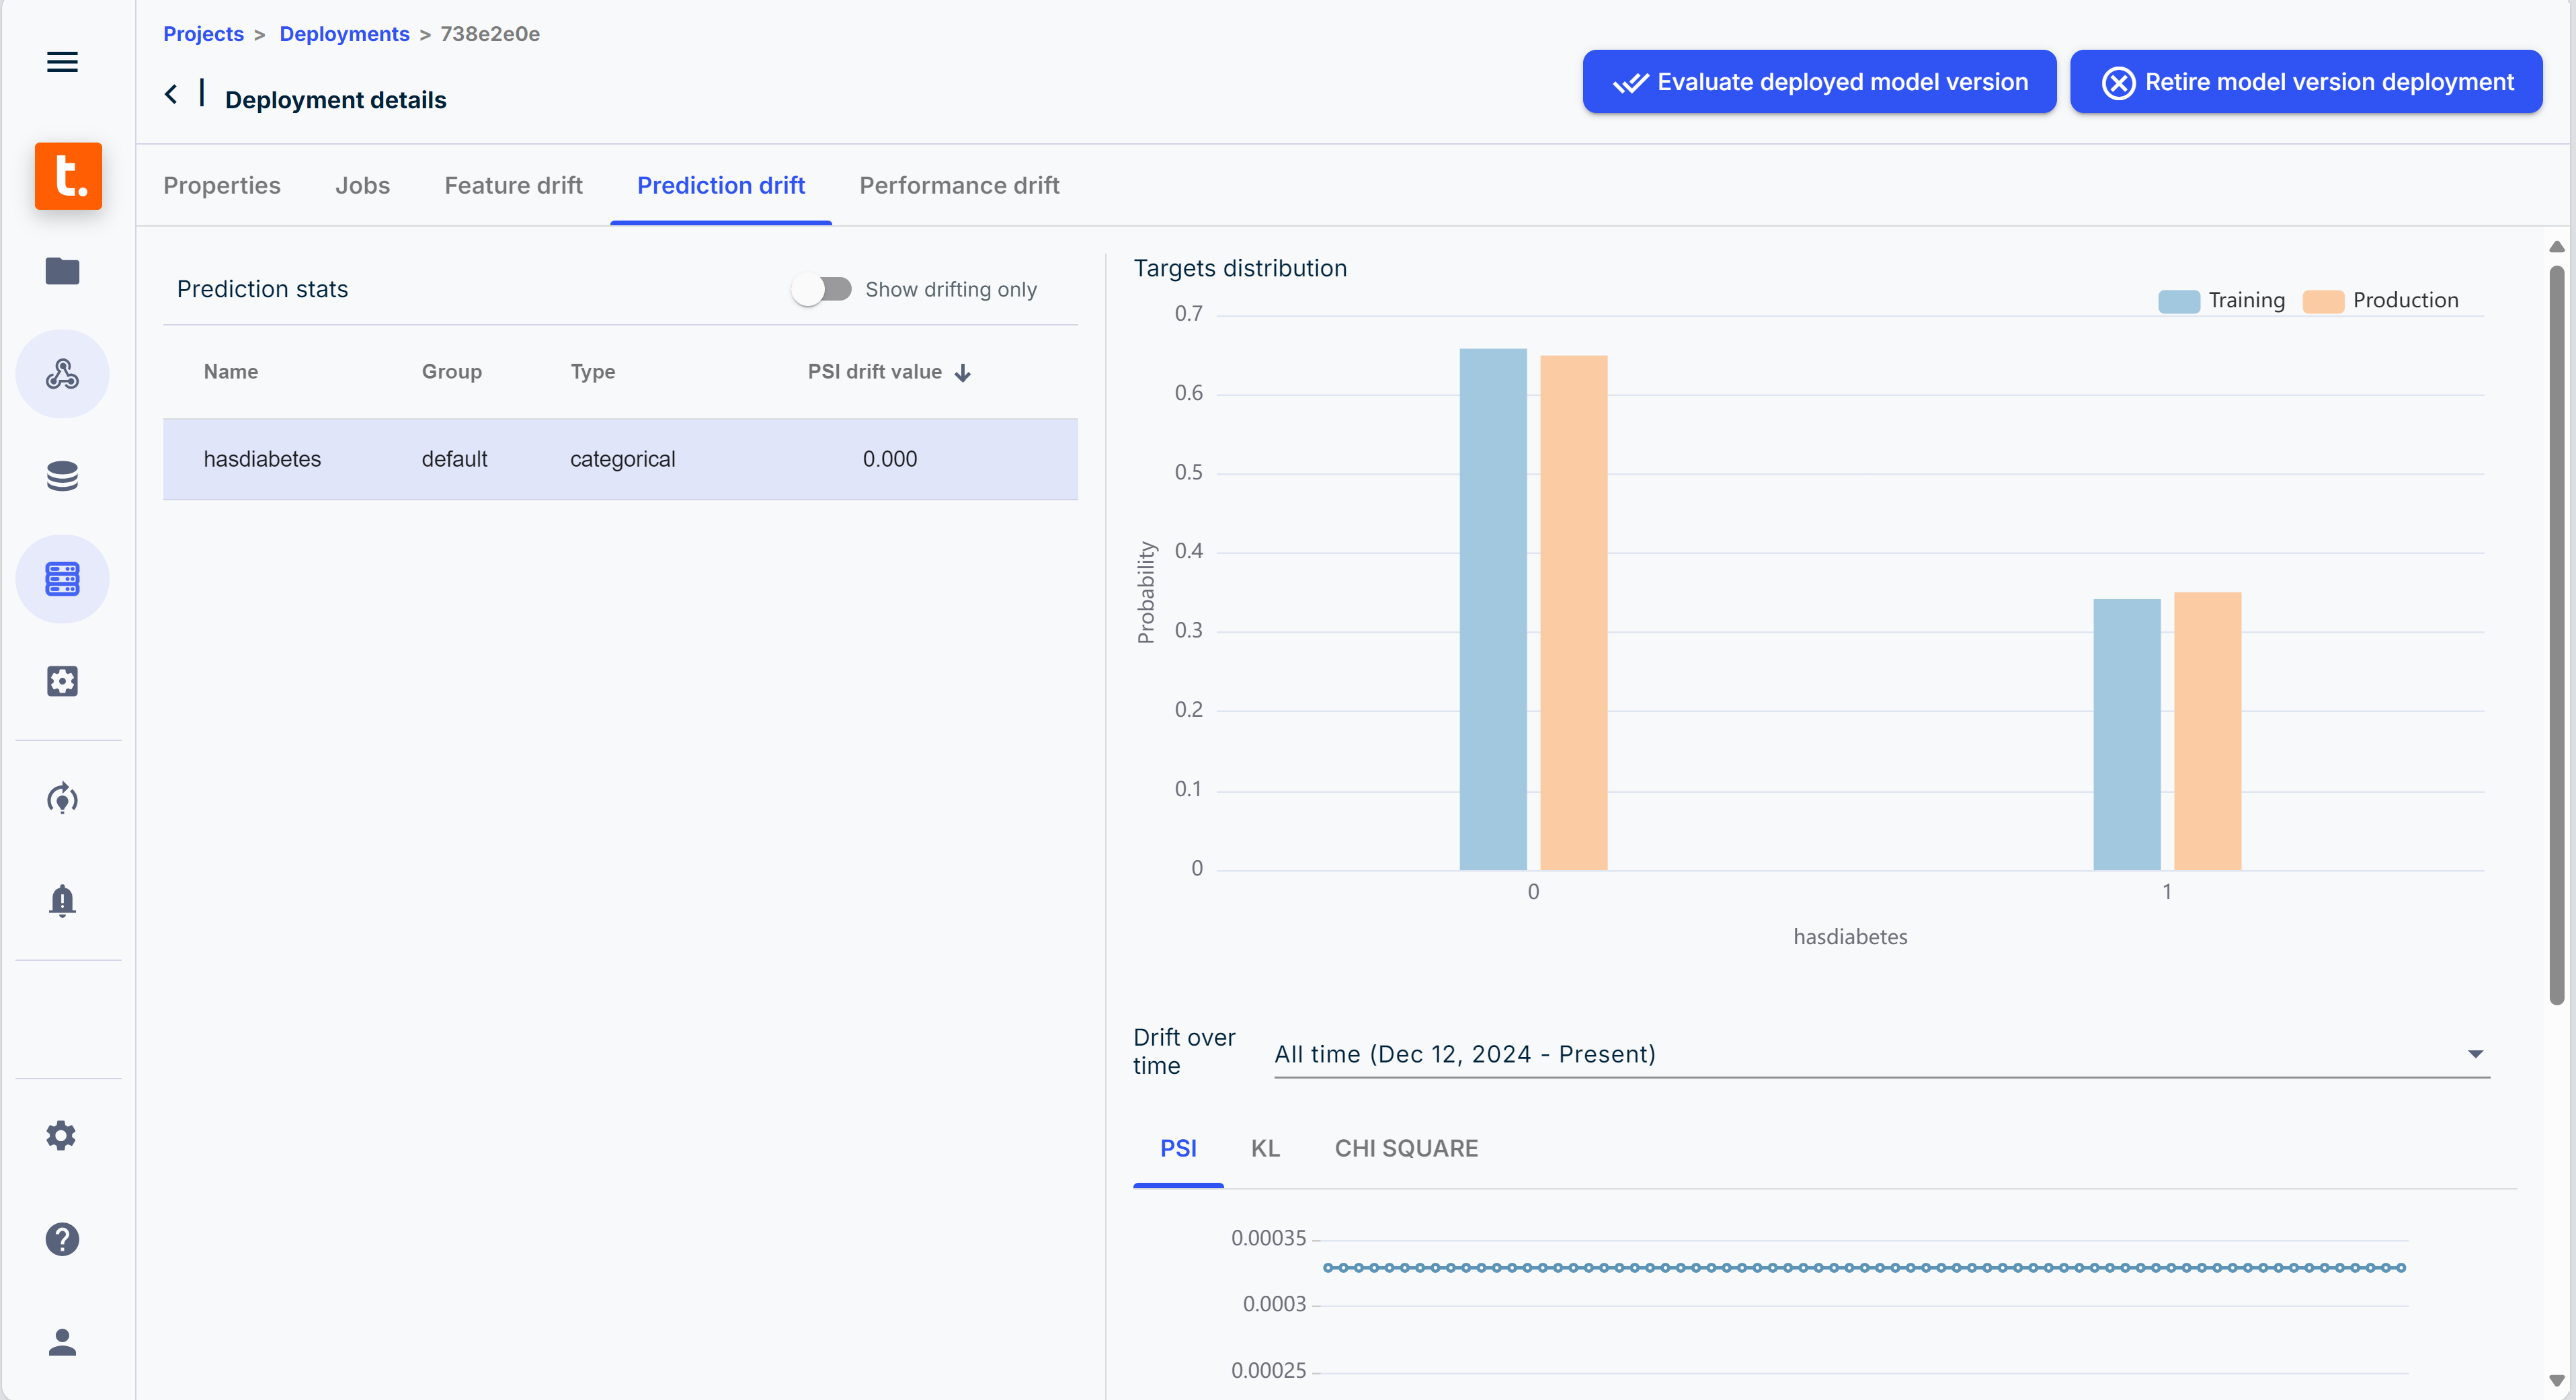 Projects > Deployments > 738e2e0e
Deployment details
Evaluate deployed model version
Retire model version deployment
t.
Properties
Jobs
Feature drift
Prediction drift
Performance drift
Prediction stats
Show drifting only
Name
Group
Type
PSI drift value
hasdiabetes
default
categorical
0.000
Targets distribution
Training
Production
0.7
0.6
0.5
0.4
0.3
0.2
0.1
0
Probability
0
1
hasdiabetes
Drift over
time
All time (Dec 12, 2024 - Present)
PSI
KL
CHI SQUARE
0.00035
0.0003
0.00025